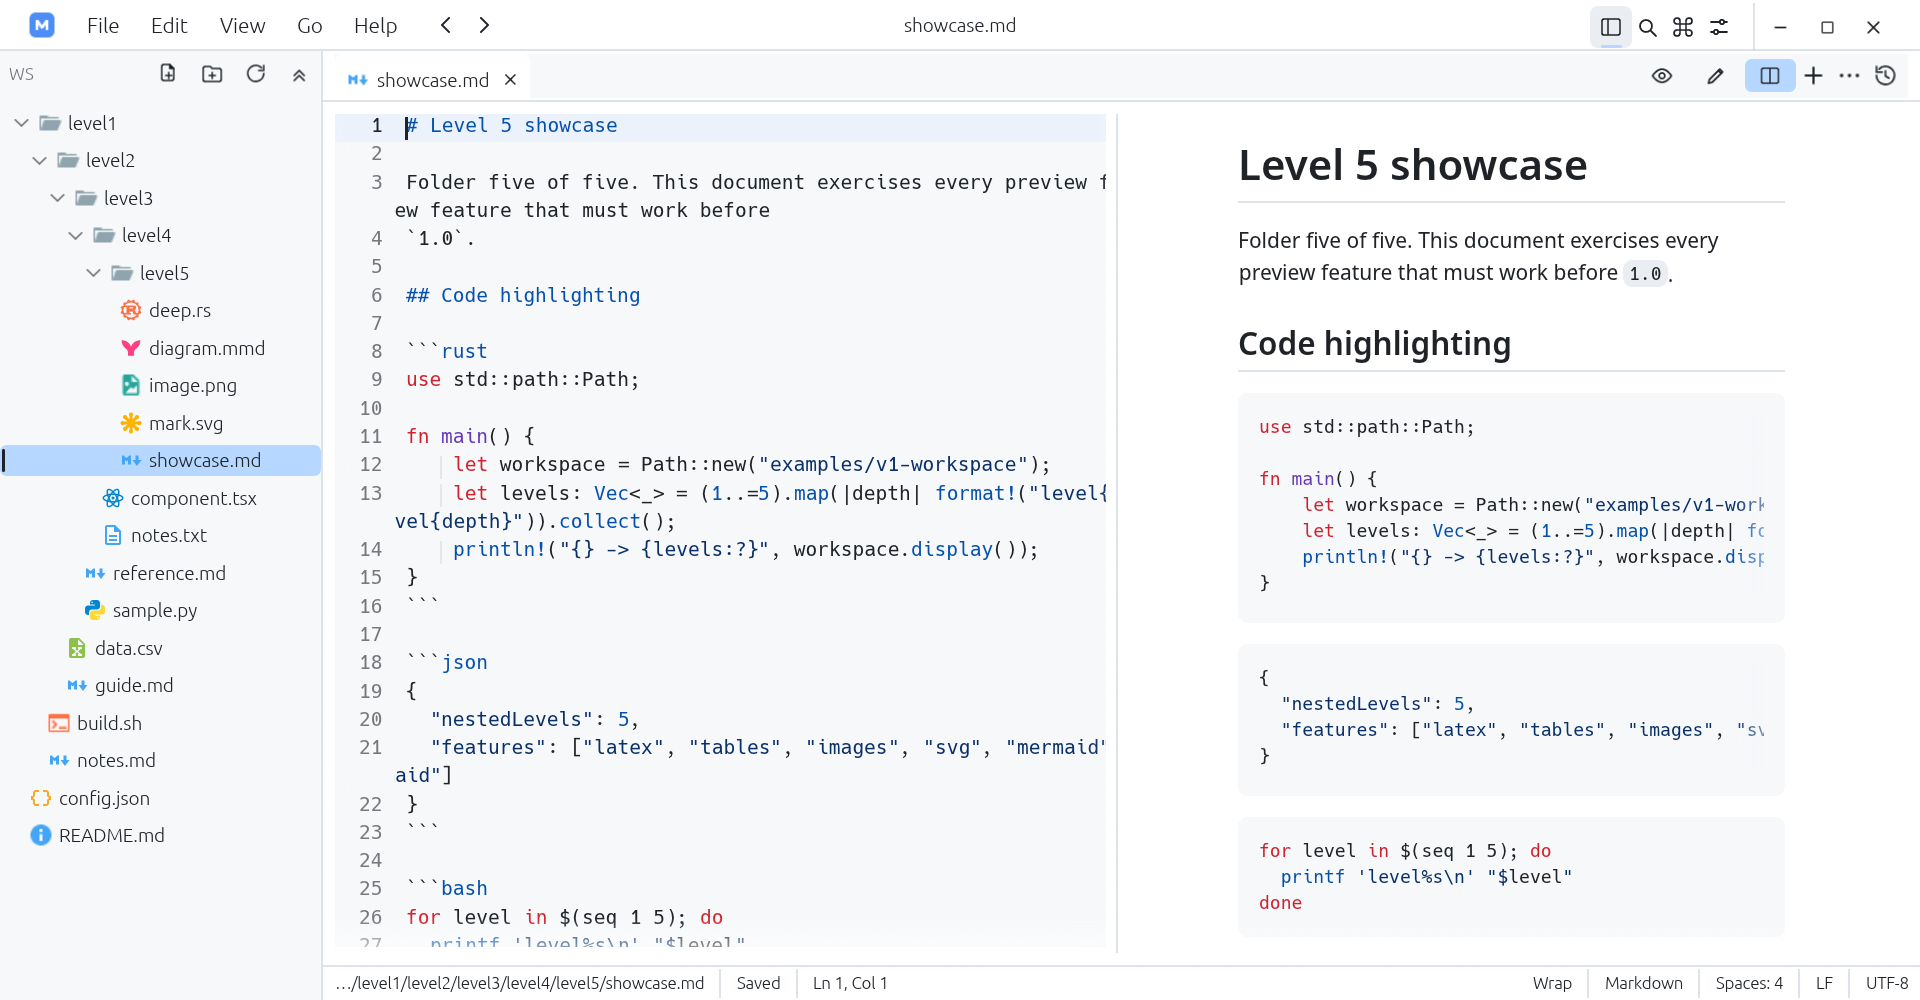 M File Edit View Go Help showcase.md
WS
showcase.md
level1
level2
level3
level4
level5
deep.rs
diagram.mmd
image.png
mark.svg
showcase.md
component.tsx
notes.txt
reference.md
sample.py
data.csv
guide.md
build.sh
notes.md
config.json
README.md
1 # Level 5 showcase
2
3 Folder five of five. This document exercises every preview f
ew feature that must work before
4 `1.0`.
5
6 ## Code highlighting
7
8 ```rust
9 use std::path::Path;
10
11 fn main() {
12 let workspace = Path::new("examples/v1-workspace");
13 let levels: Vec<_> = (1..=5).map(|depth| format!("level{
vel{depth}")).collect();
14 println!("{} -> {levels:?}", workspace.display());
15 }
16 ```
17
18 ```json
19 {
20 "nestedLevels": 5,
21 "features": ["latex", "tables", "images", "svg", "mermaid"
aid"]
22 }
23 ```
24
25 ```bash
26 for level in $(seq 1 5); do
27 printf 'level%s\n' "$level"
Level 5 showcase
Folder five of five. This document exercises every
preview feature that must work before 1.0.
Code highlighting
use std::path::Path;
fn main() {
let workspace = Path::new("examples/v1-work
let levels: Vec<_> = (1..=5).map(|depth| fo
println!("{} -> {levels:?}", workspace.disp
}
{
"nestedLevels": 5,
"features": ["latex", "tables", "images", "sv
}
for level in $(seq 1 5); do
printf 'level%s\n' "$level"
done
…/level1/level2/level3/level4/level5/showcase.md Saved Ln 1, Col 1 Wrap Markdown Spaces: 4 LF UTF-8